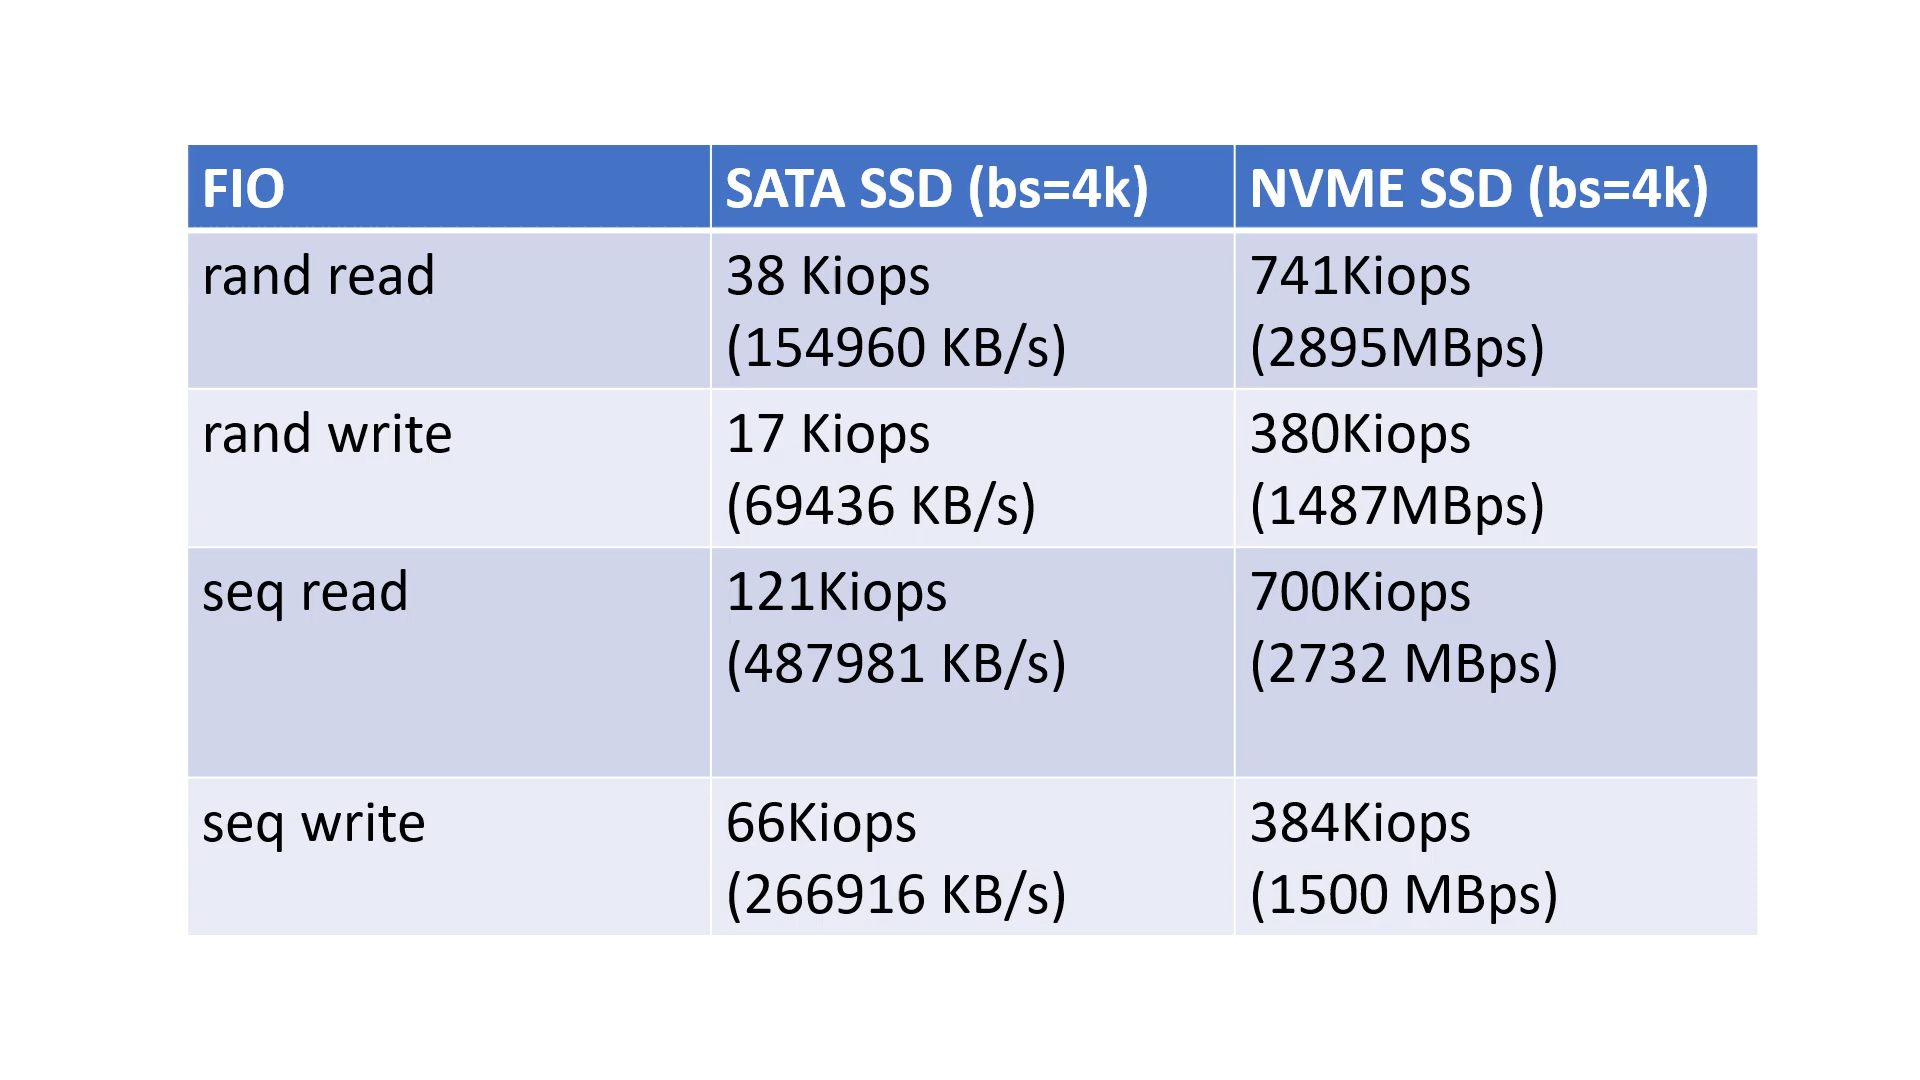 FIO
SATA SSD (bs=4k)
NVME SSD (bs=4k)
rand read
38 Kiops
(154960 KB/s)
741Kiops
(2895MBps)
rand write
17 Kiops
(69436 KB/s)
380Kiops
(1487MBps)
seq read
121Kiops
(487981 KB/s)
700Kiops
(2732 MBps)
seq write
66Kiops
(266916 KB/s)
384Kiops
(1500 MBps)